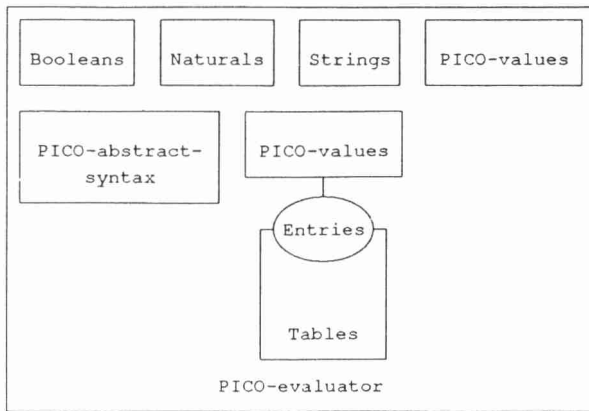 Booleans
Naturals
Strings
PICO-values
PICO-abstract-
syntax
PICO-values
Entries
Tables
PICO-evaluator